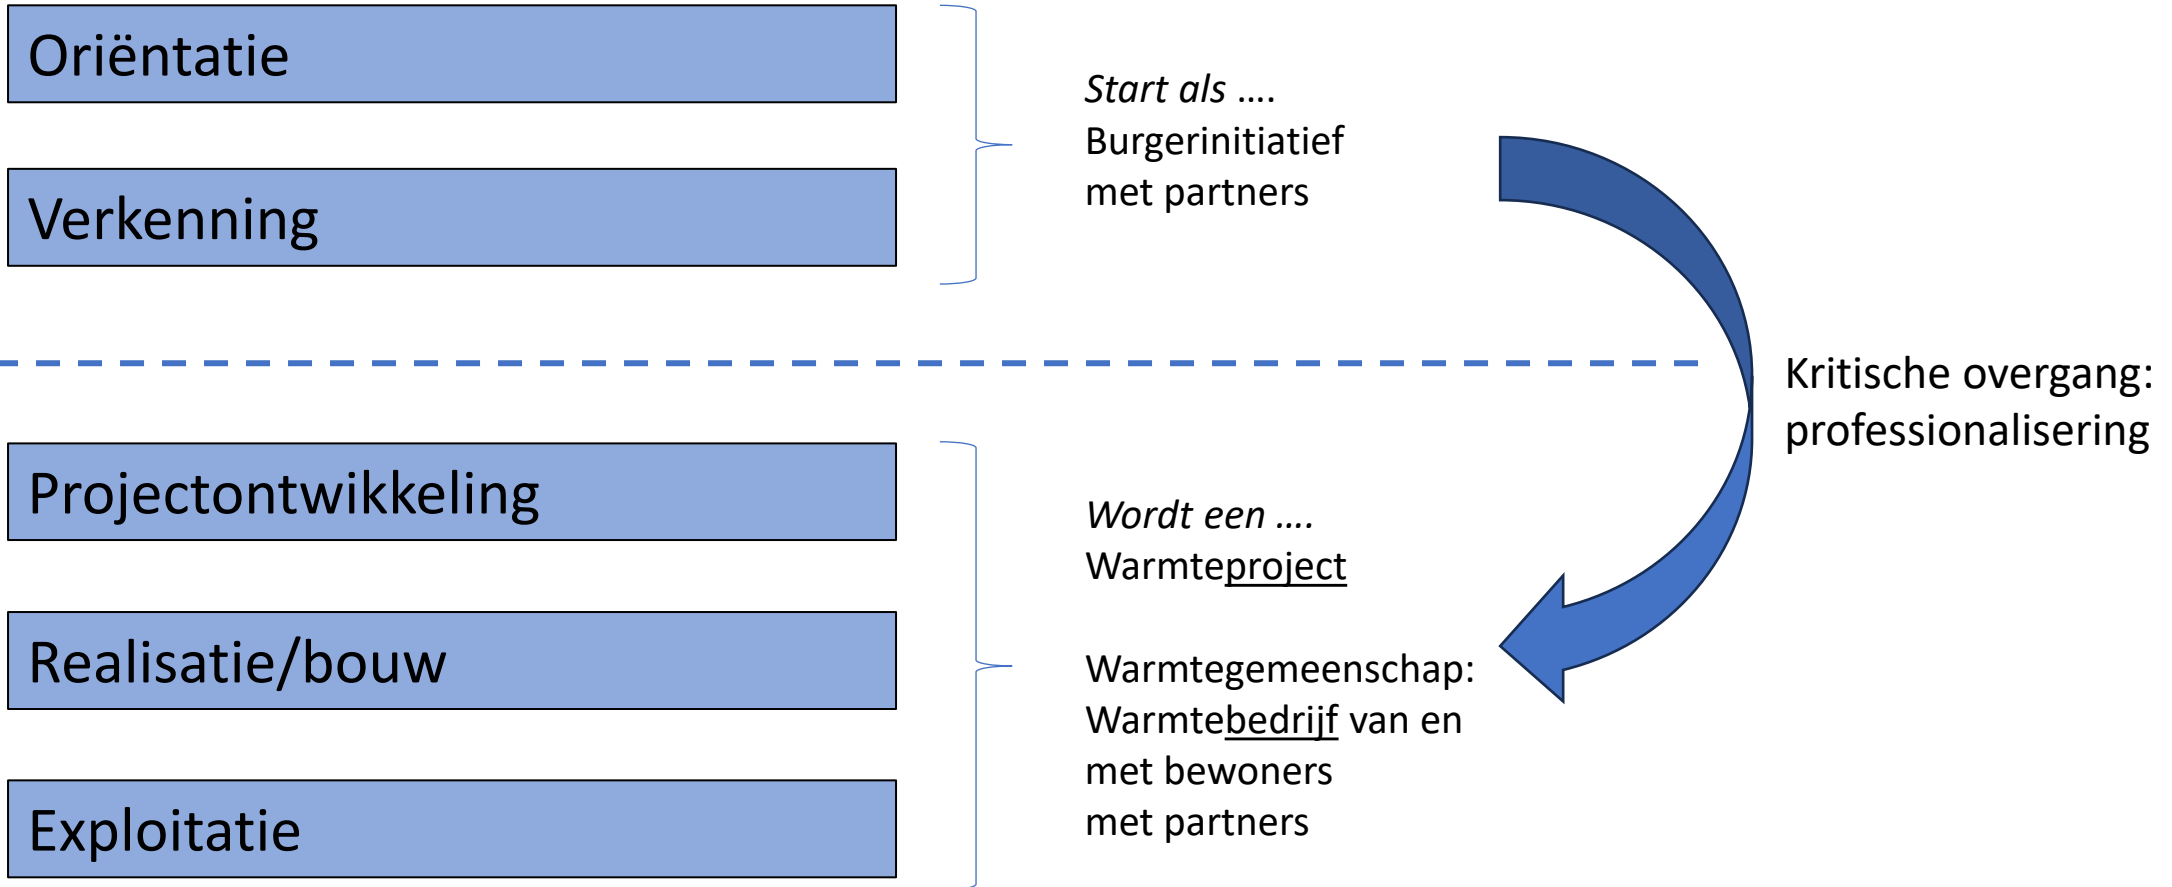 Oriëntatie
Verkenning
Start als ....
Burgerinitiatief
met partners
Kritische overgang:
professionalisering
Projectontwikkeling
Realisatie/bouw
Exploitatie
Wordt een ....
Warmteproject
Warmtegemeenschap:
Warmtebedrijf van en
met bewoners
met partners